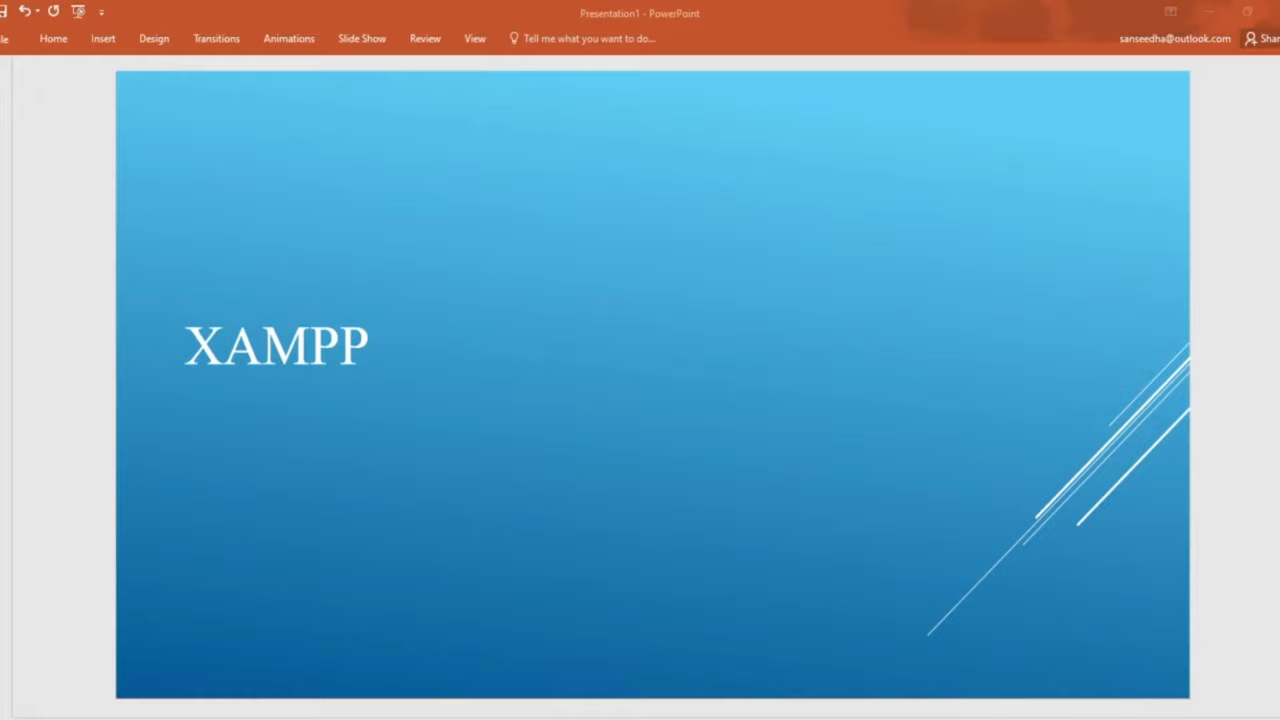 Presentation1 - PowerPoint
Home Insert Design Transitions Animations Slide Show Review View Tell me what you want to do... sanseedha@outlook.com
XAMPP